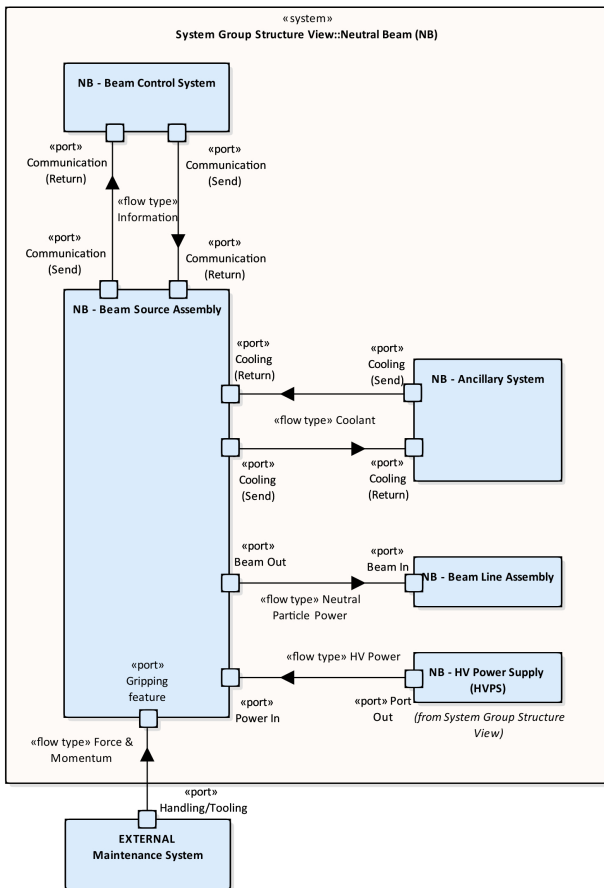 «system»
System Group Structure View::Neutral Beam (NB)
NB - Beam Control System
«port»
Communication
(Return)
«port»
Communication
(Send)
«flow type»
Information
«port»
Communication
(Send)
«port»
Communication
(Return)
NB - Beam Source Assembly
«port»
Cooling
(Return)
«port»
Cooling
(Send)
NB - Ancillary System
«flow type» Coolant
«port»
Cooling
(Send)
«port»
Cooling
(Return)
«port»
Beam Out
«port»
Beam In
NB - Beam Line Assembly
«flow type» Neutral
Particle Power
«flow type» HV Power
NB - HV Power Supply
(HVPS)
«port»
Gripping
feature
«port»
Power In
«port» Port
Out
(from System Group Structure
View)
«flow type» Force &
Momentum
«port»
Handling/Tooling
EXTERNAL
Maintenance System